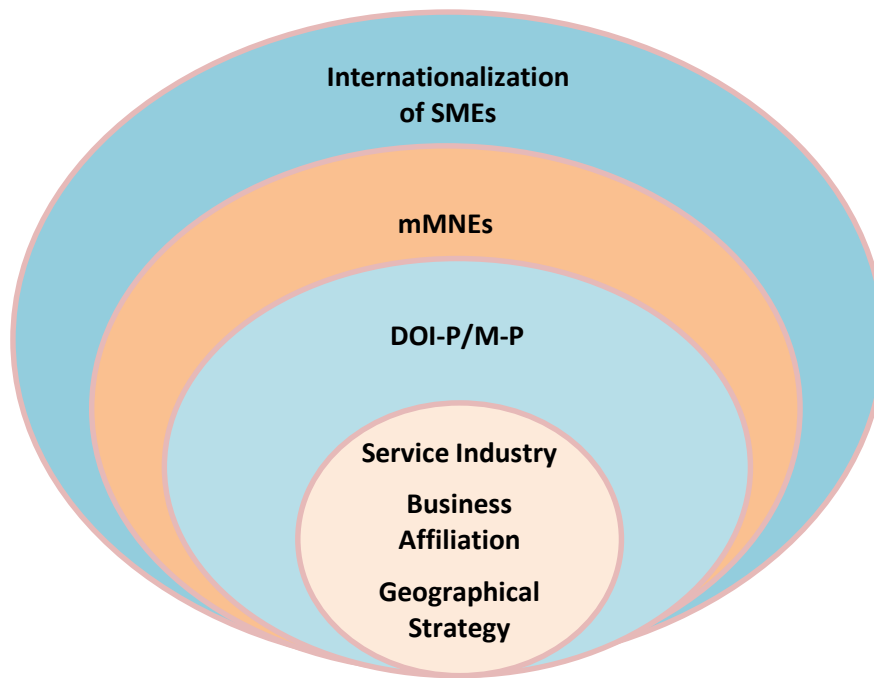 Internationalization
of SMEs
mMNEs
DOI-P/M-P
Service Industry
Business
Affiliation
Geographical
Strategy